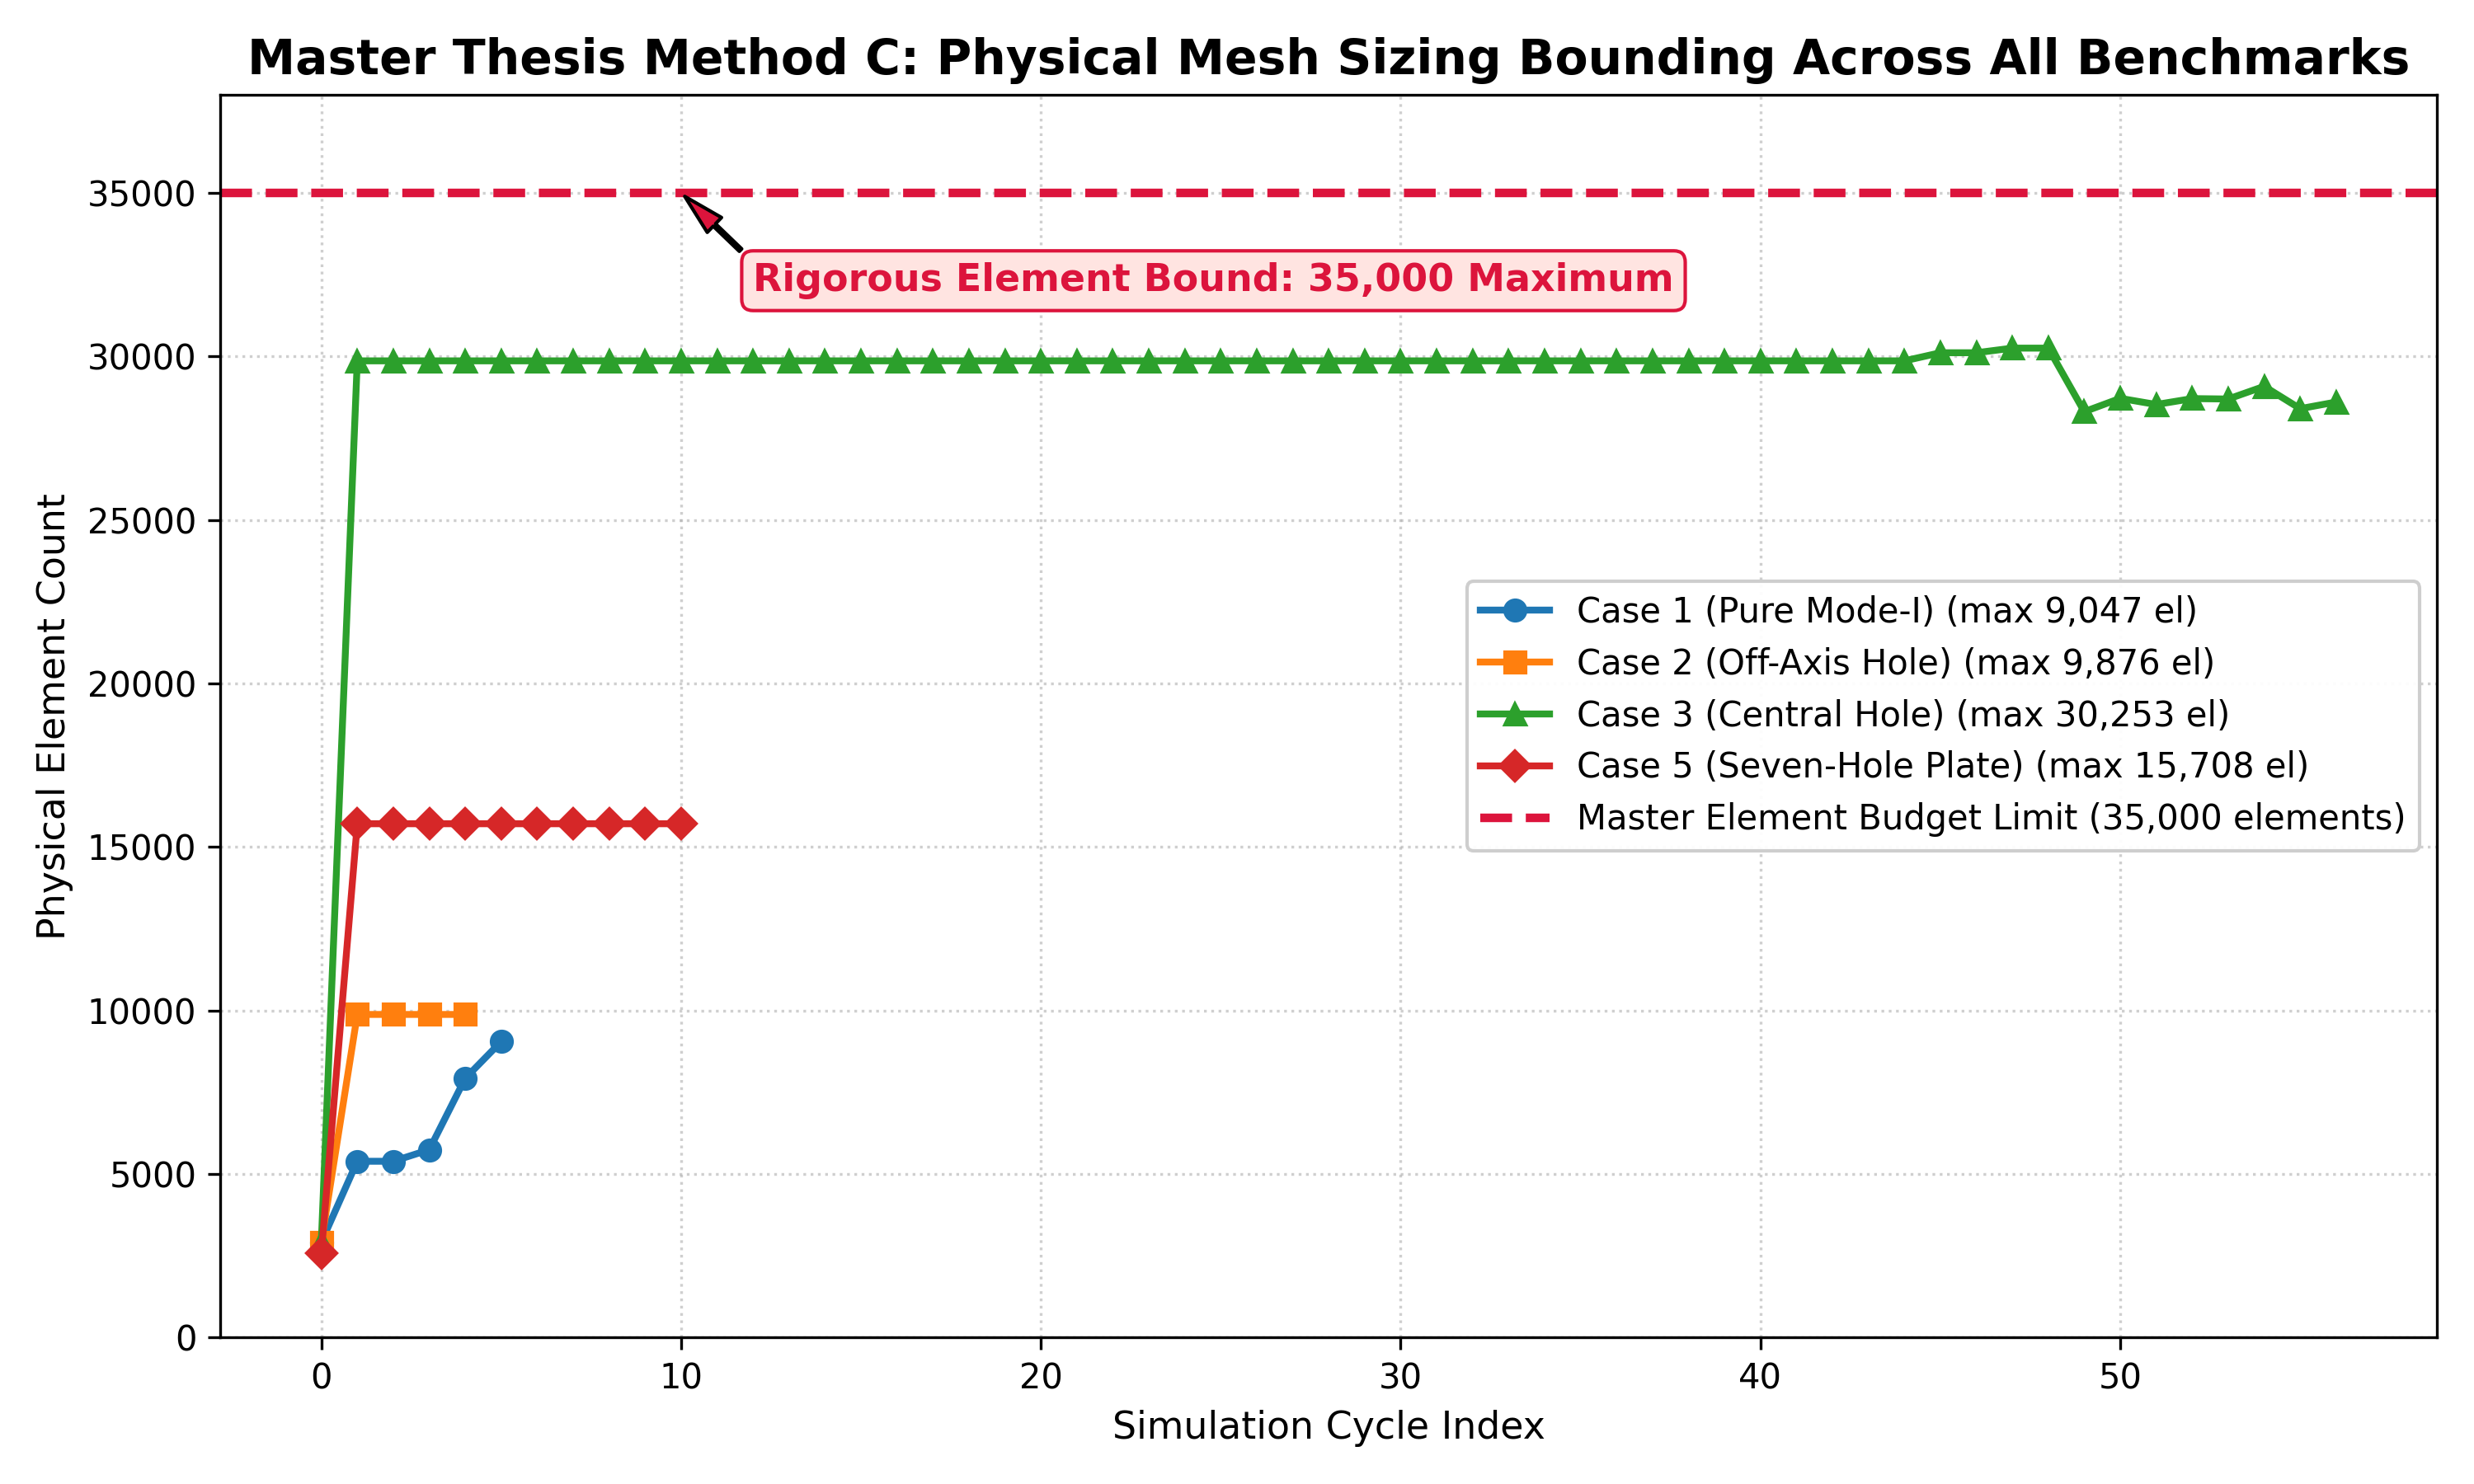 Master Thesis Method C: Physical Mesh Sizing Bounding Across All Benchmarks
Physical Element Count
35000
30000
25000
20000
15000
10000
5000
0
Rigorous Element Bound: 35,000 Maximum
Case 1 (Pure Mode-I) (max 9,047 el)
Case 2 (Off-Axis Hole) (max 9,876 el)
Case 3 (Central Hole) (max 30,253 el)
Case 5 (Seven-Hole Plate) (max 15,708 el)
Master Element Budget Limit (35,000 elements)
0 10 20 30 40 50
Simulation Cycle Index